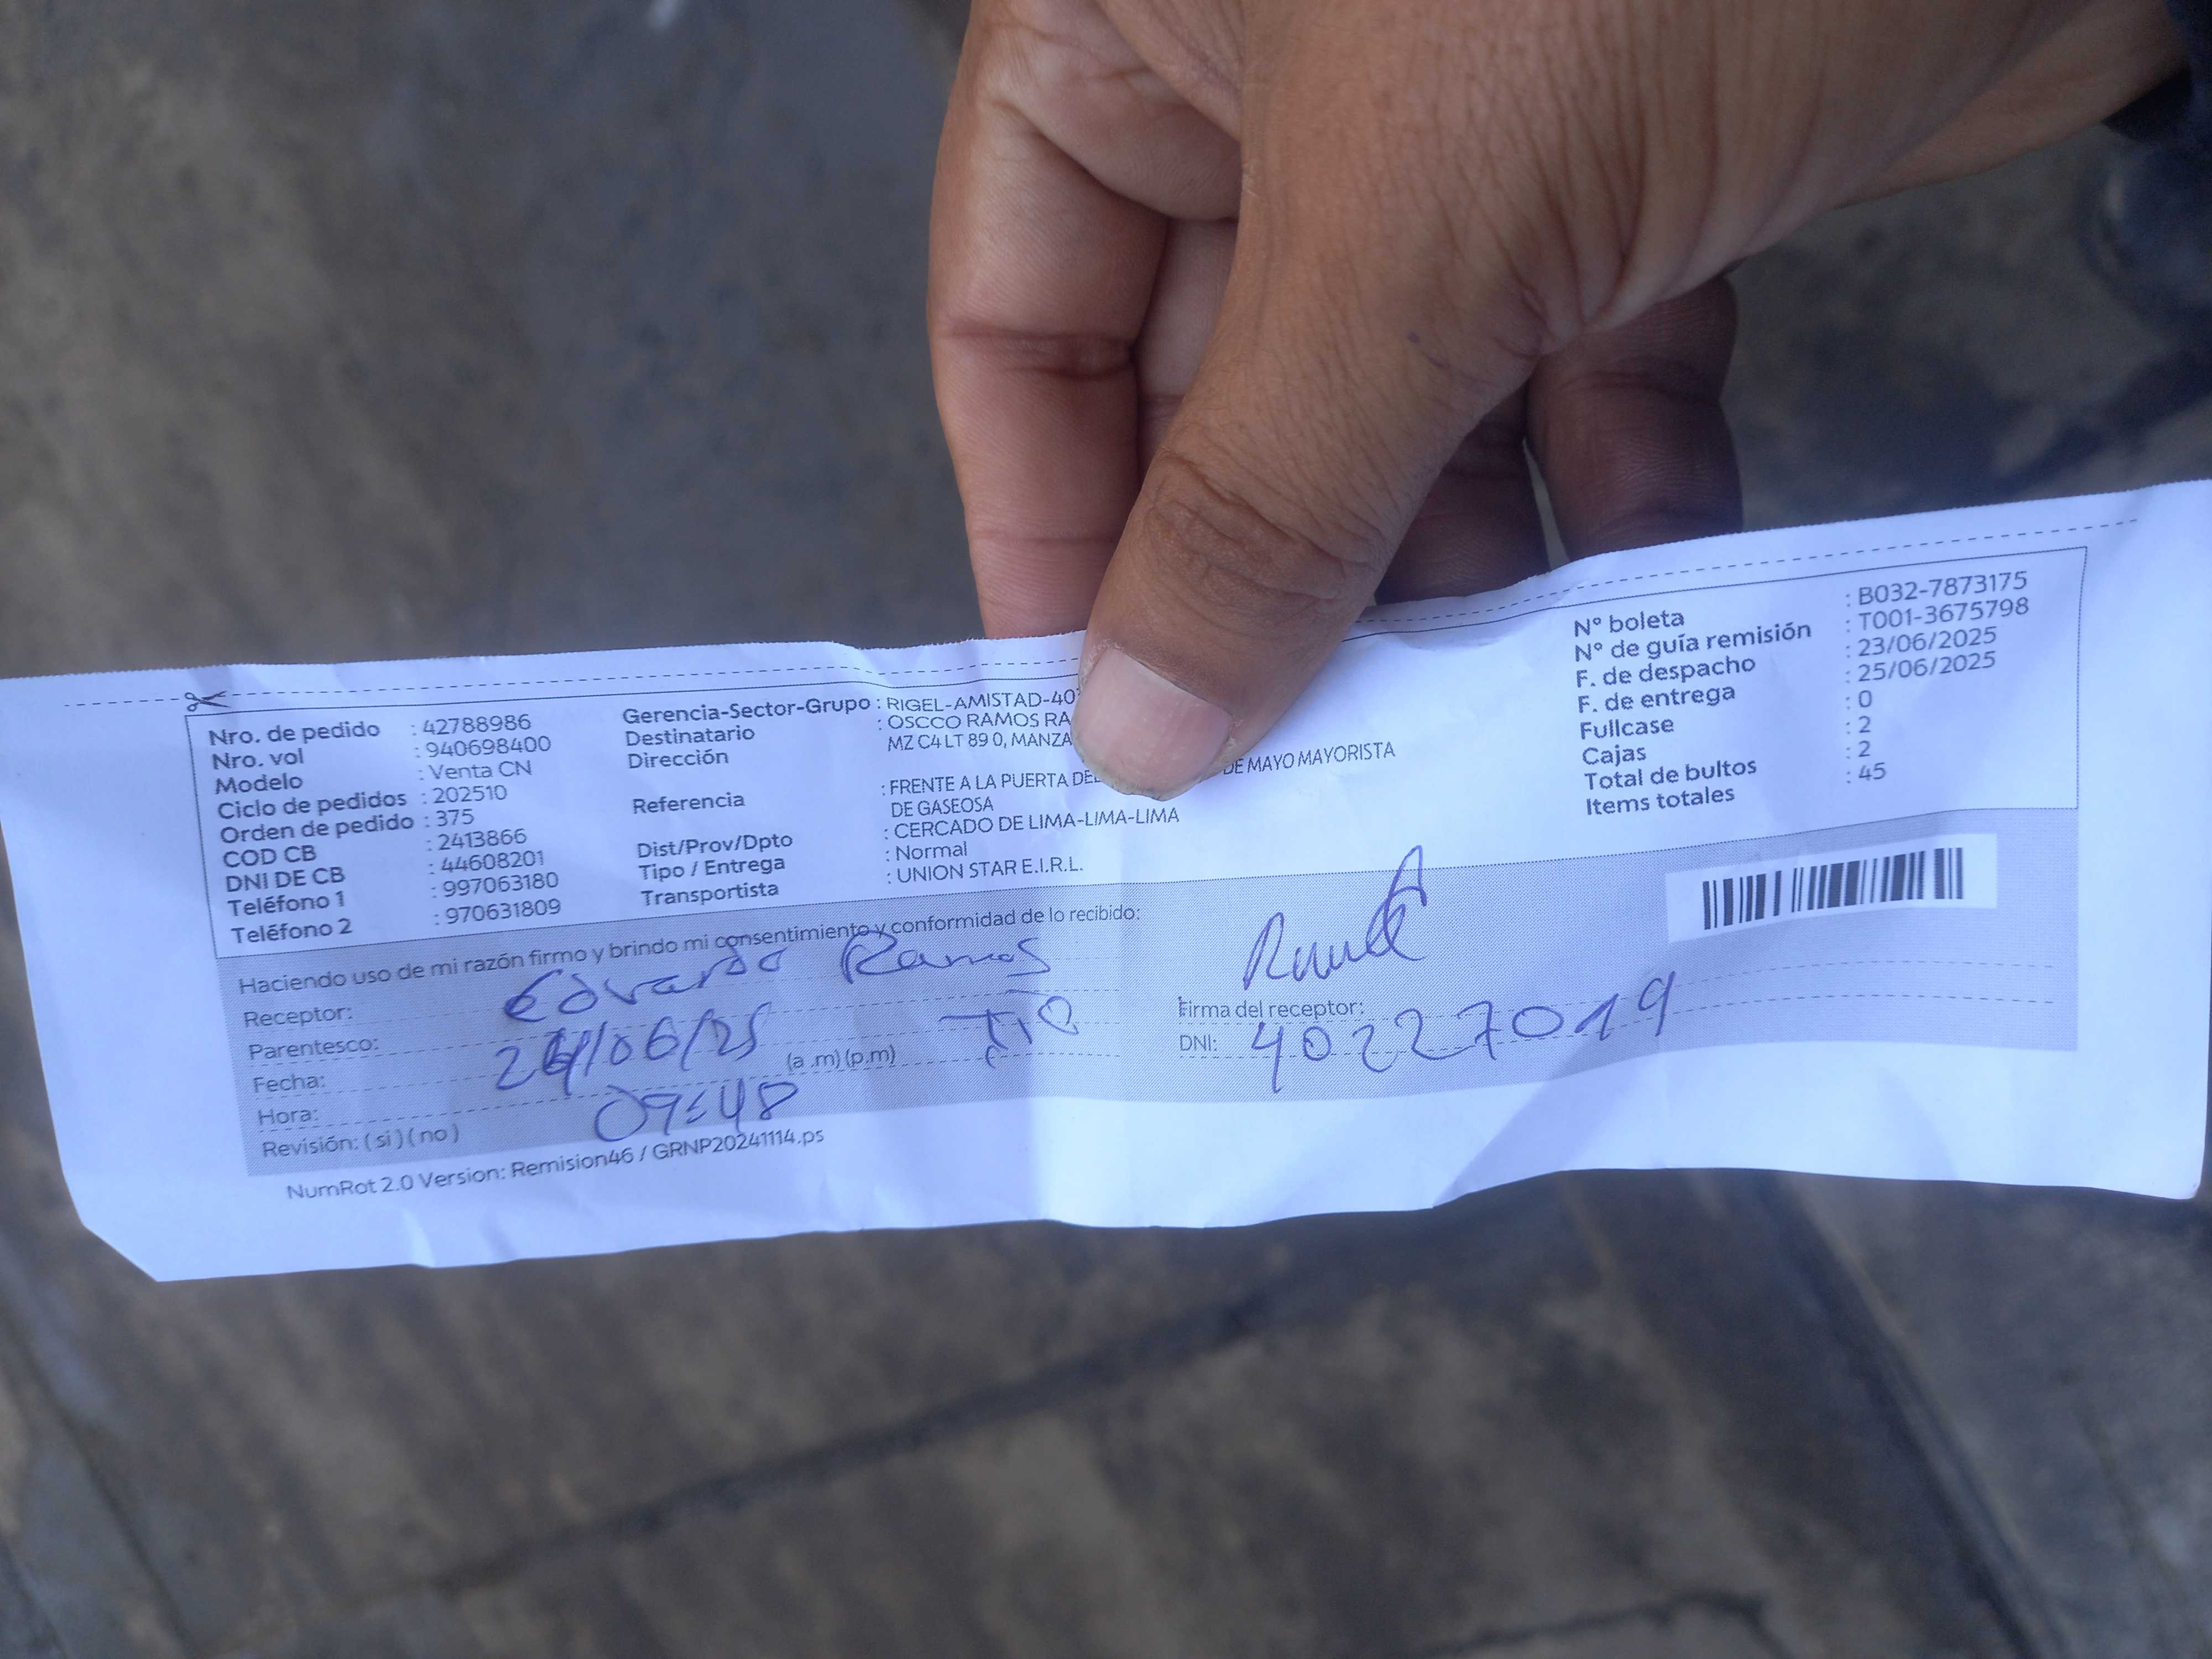 Nro. de pedido : 42788986
Nro. vol : 940698400
Modelo : Venta CN
Ciclo de pedidos : 202510
Orden de pedido : 375
COD CB : 2413866
DNI DE CB : 44608201
Teléfono 1 : 997063180
Teléfono 2 : 970631809
Gerencia-Sector-Grupo : RIGEL-AMISTAD-40
Destinatario : OSCCO RAMOS RA
Dirección MZ C4 LT 89 0, MANZA
Referencia : FRENTE A LA PUERTA DE MAYO MAYORISTA
DE GASEOSA
Dist/Prov/Dpto : CERCADO DE LIMA-LIMA-LIMA
Tipo / Entrega : Normal
Transportista : UNION STAR E.I.R.L.
N° boleta : B032-7873175
N° de guía remisión : T001-3675798
F. de despacho : 23/06/2025
F. de entrega : 25/06/2025
Fullcase : 0
Cajas : 2
Total de bultos : 2
Items totales : 45
Haciendo uso de mi razón firmo y brindo mi consentimiento y conformidad de lo recibido:
Receptor: Eduardo Ramos
Parentesco: TIO
Fecha: 24/06/25
Hora: 09:48 (a .m) (p.m)
Revisión: ( si ) ( no )
Firma del receptor:
DNI: 40227019
NumRot 2.0 Version: Remision46 / GRNP20241114.ps